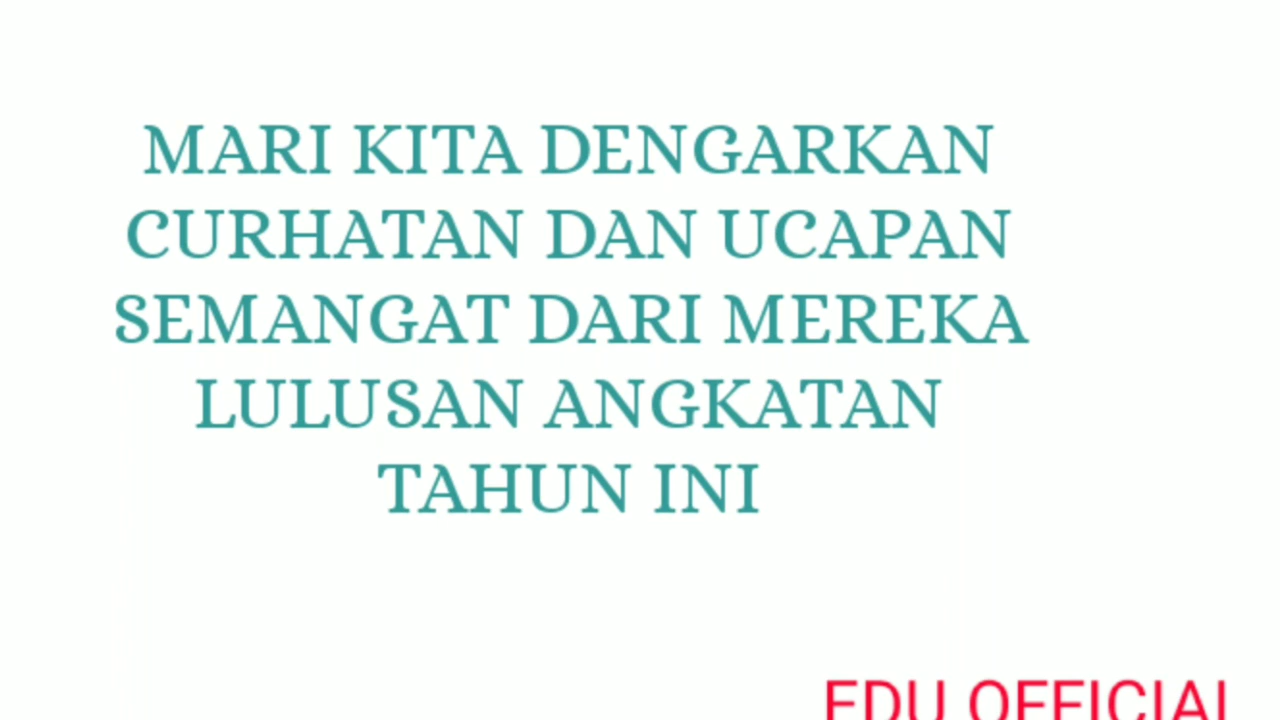 MARI KITA DENGARKAN
CURHATAN DAN UCAPAN
SEMANGAT DARI MEREKA
LULUSAN ANGKATAN
TAHUN INI
EDU OFFICIAL